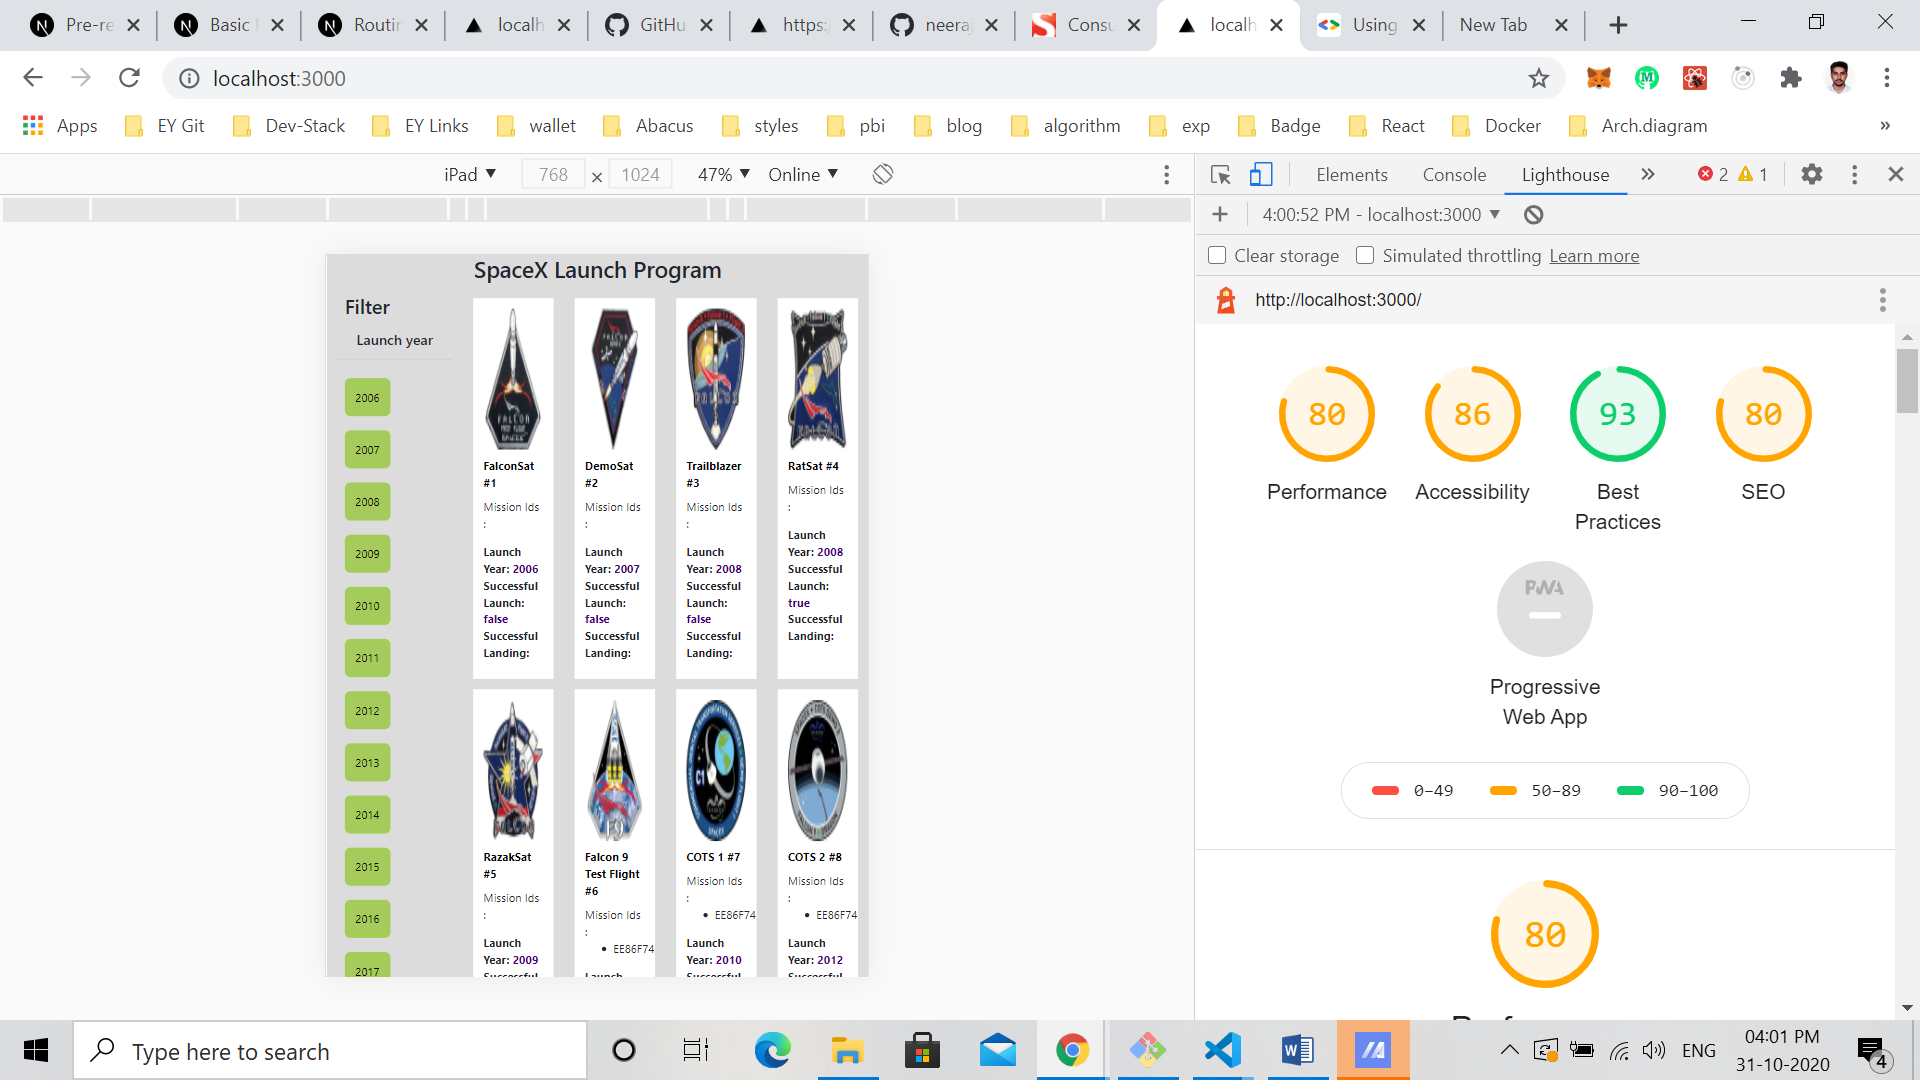 Pre-re
Basic
Routin
localh
GitHu
https:/
neeraj
Consu
localh
Using
New Tab
localhost:3000
Apps
EY Git
Dev-Stack
EY Links
wallet
Abacus
styles
pbi
blog
algorithm
exp
Badge
React
Docker
Arch.diagram
»
iPad ▼ 768 × 1024 47% ▼ Online ▼
Elements Console Lighthouse » 2 1
4:00:52 PM - localhost:3000 ▼
Clear storage Simulated throttling Learn more
http://localhost:3000/
SpaceX Launch Program
Filter
Launch year
2006
2007
2008
2009
2010
2011
2012
2013
2014
2015
2016
2017
FalconSat
#1
Mission Ids
:
Launch
Year: 2006
Successful
Launch:
false
Successful
Landing:
DemoSat
#2
Mission Ids
:
Launch
Year: 2007
Successful
Launch:
false
Successful
Landing:
Trailblazer
#3
Mission Ids
:
Launch
Year: 2008
Successful
Launch:
false
Successful
Landing:
RatSat #4
Mission Ids
:
Launch
Year: 2008
Successful
Launch:
true
Successful
Landing:
RazakSat
#5
Mission Ids
:
Launch
Year: 2009
Successful
Falcon 9
Test Flight
#6
Mission Ids
:
• EE86F74
Launch
COTS 1 #7
Mission Ids
:
• EE86F74
Launch
Year: 2010
Successful
COTS 2 #8
Mission Ids
:
• EE86F74
Launch
Year: 2012
Successful
80
Performance
86
Accessibility
93
Best
Practices
80
SEO
PWA
Progressive
Web App
0–49 50–89 90–100
80
Type here to search
ENG
04:01 PM
31-10-2020
4